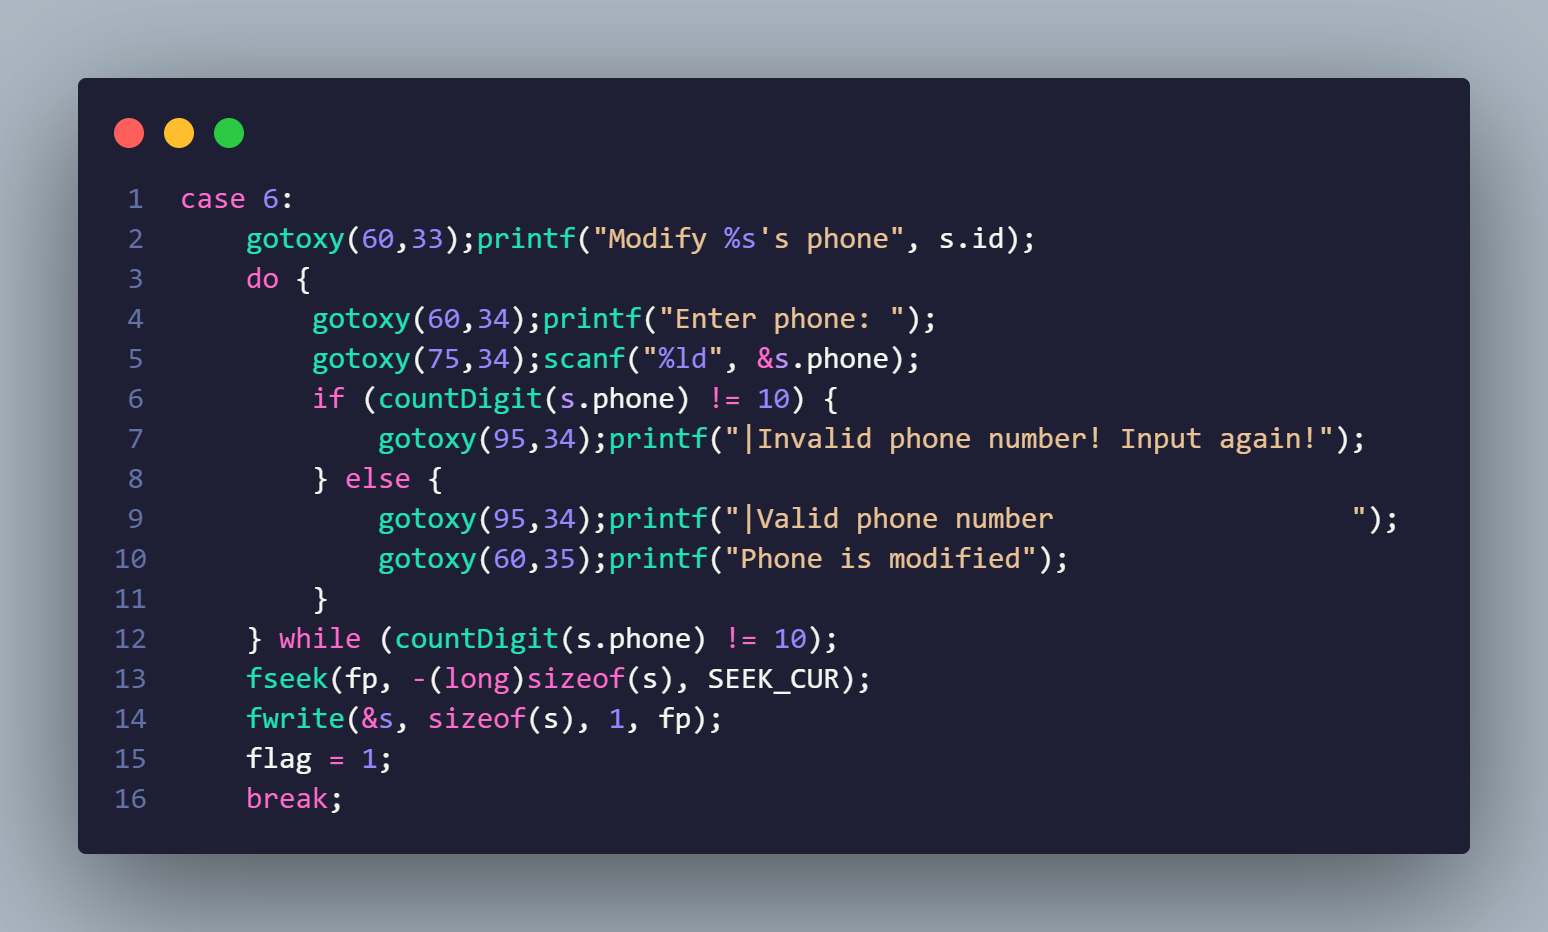 1 case 6:
2     gotoxy(60,33);printf("Modify %s's phone", s.id);
3     do {
4         gotoxy(60,34);printf("Enter phone: ");
5         gotoxy(75,34);scanf("%ld", &s.phone);
6         if (countDigit(s.phone) != 10) {
7             gotoxy(95,34);printf("|Invalid phone number! Input again!");
8         } else {
9             gotoxy(95,34);printf("|Valid phone number                  ");
10             gotoxy(60,35);printf("Phone is modified");
11         }
12     } while (countDigit(s.phone) != 10);
13     fseek(fp, -(long)sizeof(s), SEEK_CUR);
14     fwrite(&s, sizeof(s), 1, fp);
15     flag = 1;
16     break;